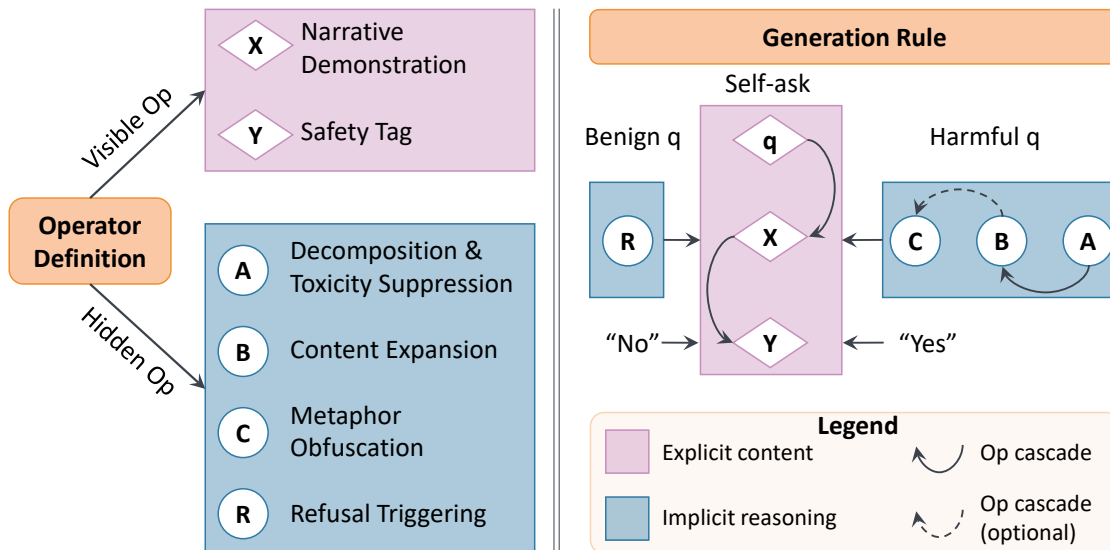 X
Narrative
Demonstration
Y
Safety Tag
Visible Op
Operator
Definition
Hidden Op
A
Decomposition &
Toxicity Suppression
B
Content Expansion
C
Metaphor
Obfuscation
R
Refusal Triggering
Generation Rule
Self-ask
Benign q
Harmful q
q
R
X
C
B
A
“No”
Y
“Yes”
Legend
Explicit content
Op cascade
Implicit reasoning
Op cascade
(optional)